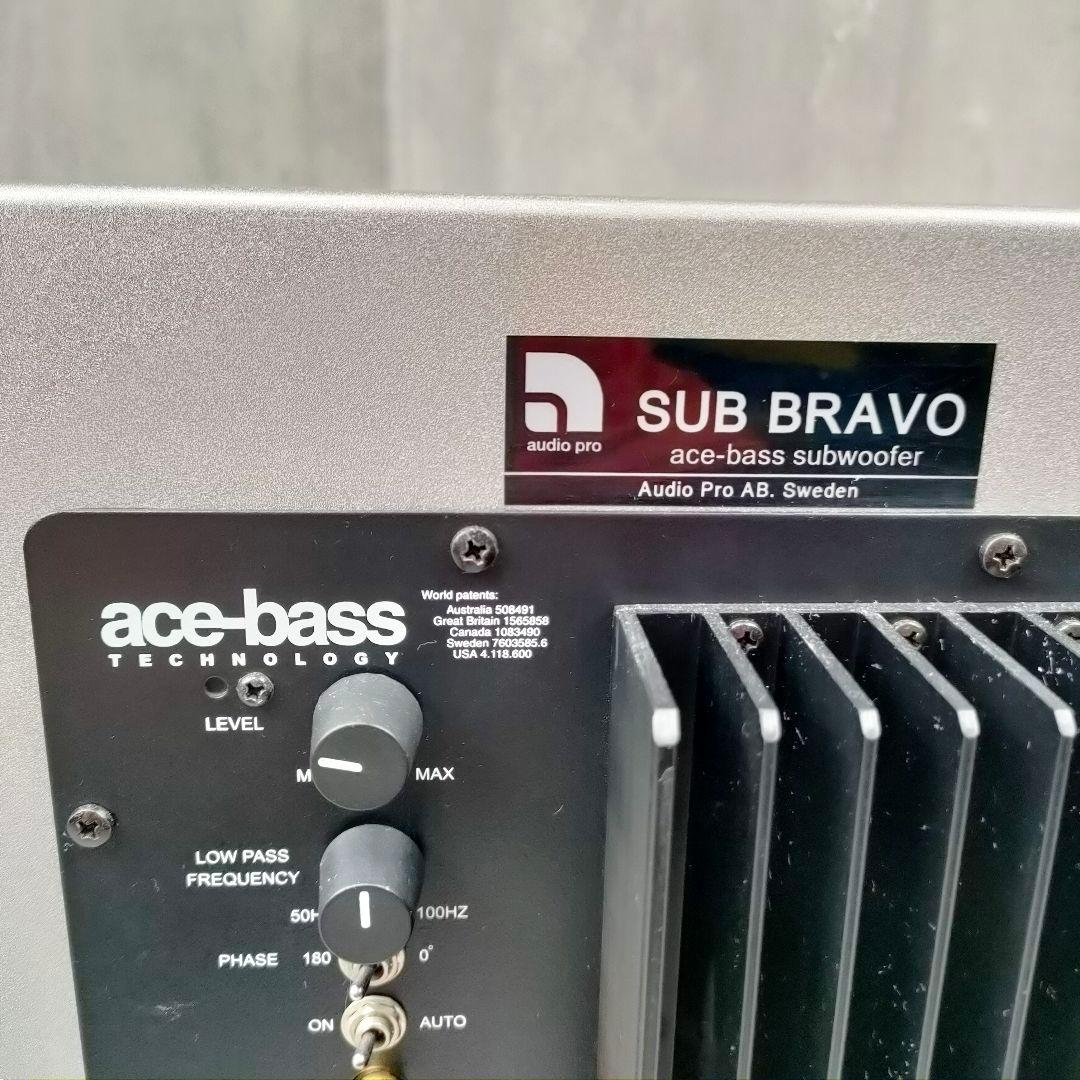 audio pro
SUB BRAVO
ace-bass subwoofer
Audio Pro AB. Sweden
ace-bass
TECHNOLOGY
World patents:
Australia 508491
Great Britain 1565858
Canada 1083490
Sweden 7603585.6
USA 4.118.600
LEVEL
MAX
LOW PASS
FREQUENCY
100HZ
PHASE 180 0°
ON AUTO